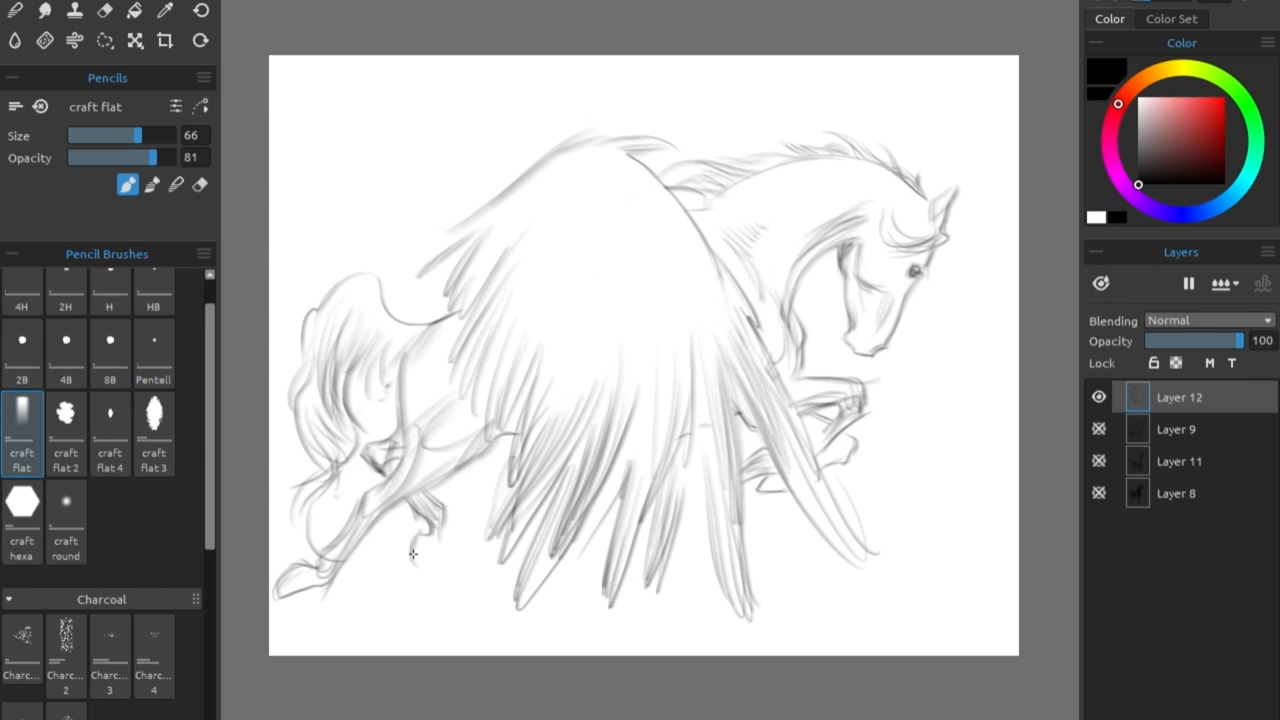 Pencils
craft flat
Size 66
Opacity 81
Pencil Brushes
4H 2H H HB
2B 4B 8B Pentell
craft flat
craft flat 2
craft flat 4
craft flat 3
craft hexa
craft round
Charcoal
Charc...
Charc... 2
Charc... 3
Charc... 4
Color Color Set
Color
Layers
Blending Normal
Opacity 100
Lock M T
Layer 12
Layer 9
Layer 11
Layer 8